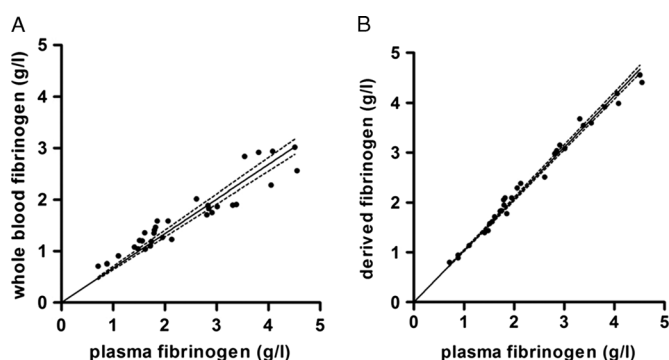 A
whole blood fibrinogen (g/l)
5
4
3
2
1
0
0 1 2 3 4 5
plasma fibrinogen (g/l)
B
derived fibrinogen (g/l)
5
4
3
2
1
0
0 1 2 3 4 5
plasma fibrinogen (g/l)